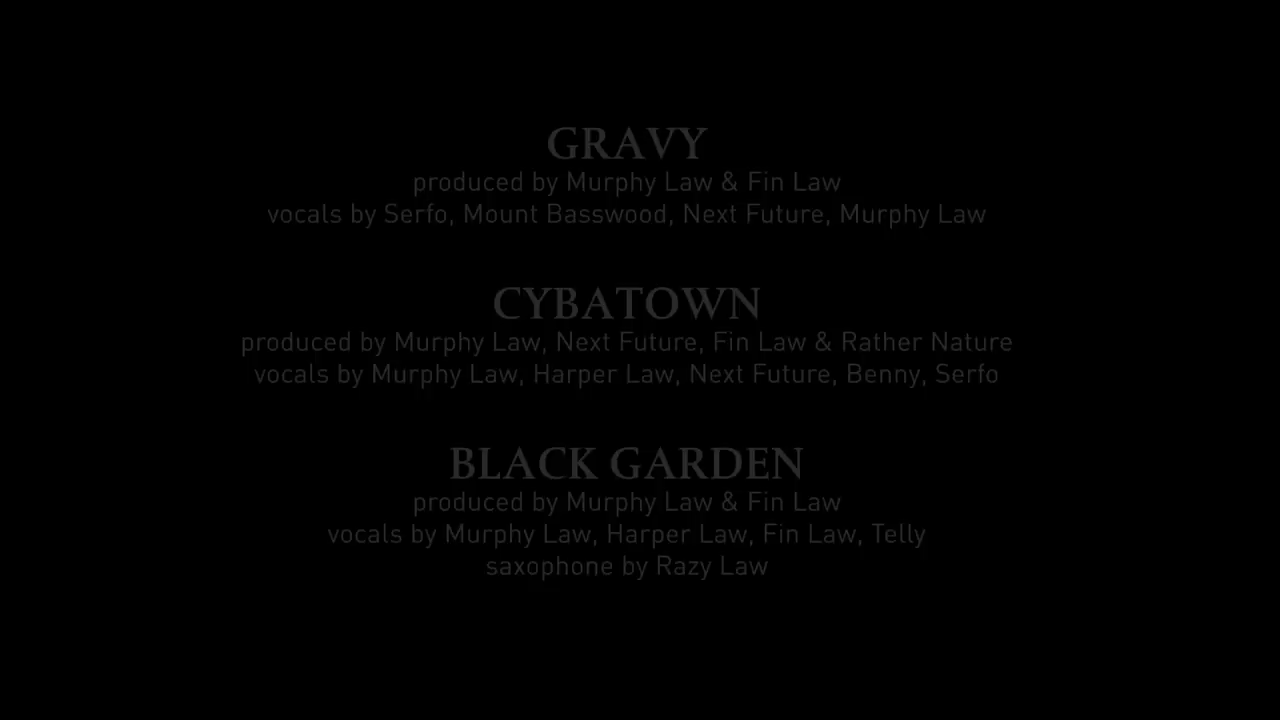 GRAVY
produced by Murphy Law & Fin Law
vocals by Serfo, Mount Basswood, Next Future, Murphy Law
CYBATOWN
produced by Murphy Law, Next Future, Fin Law & Rather Nature
vocals by Murphy Law, Harper Law, Next Future, Benny, Serfo
BLACK GARDEN
produced by Murphy Law & Fin Law
vocals by Murphy Law, Harper Law, Fin Law, Telly
saxophone by Razy Law